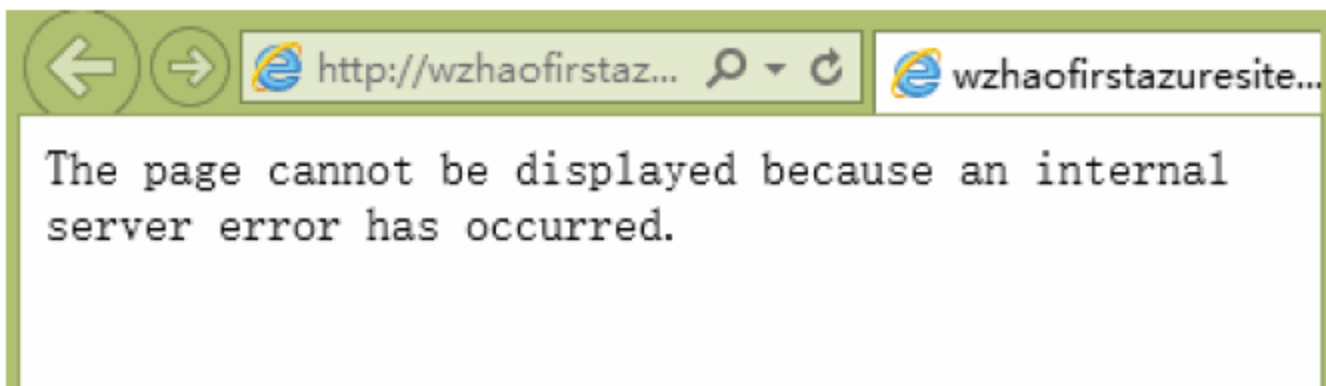 http://wzhaofirstaz...
wzhaofirstazuresite...
The page cannot be displayed because an internal
server error has occurred.